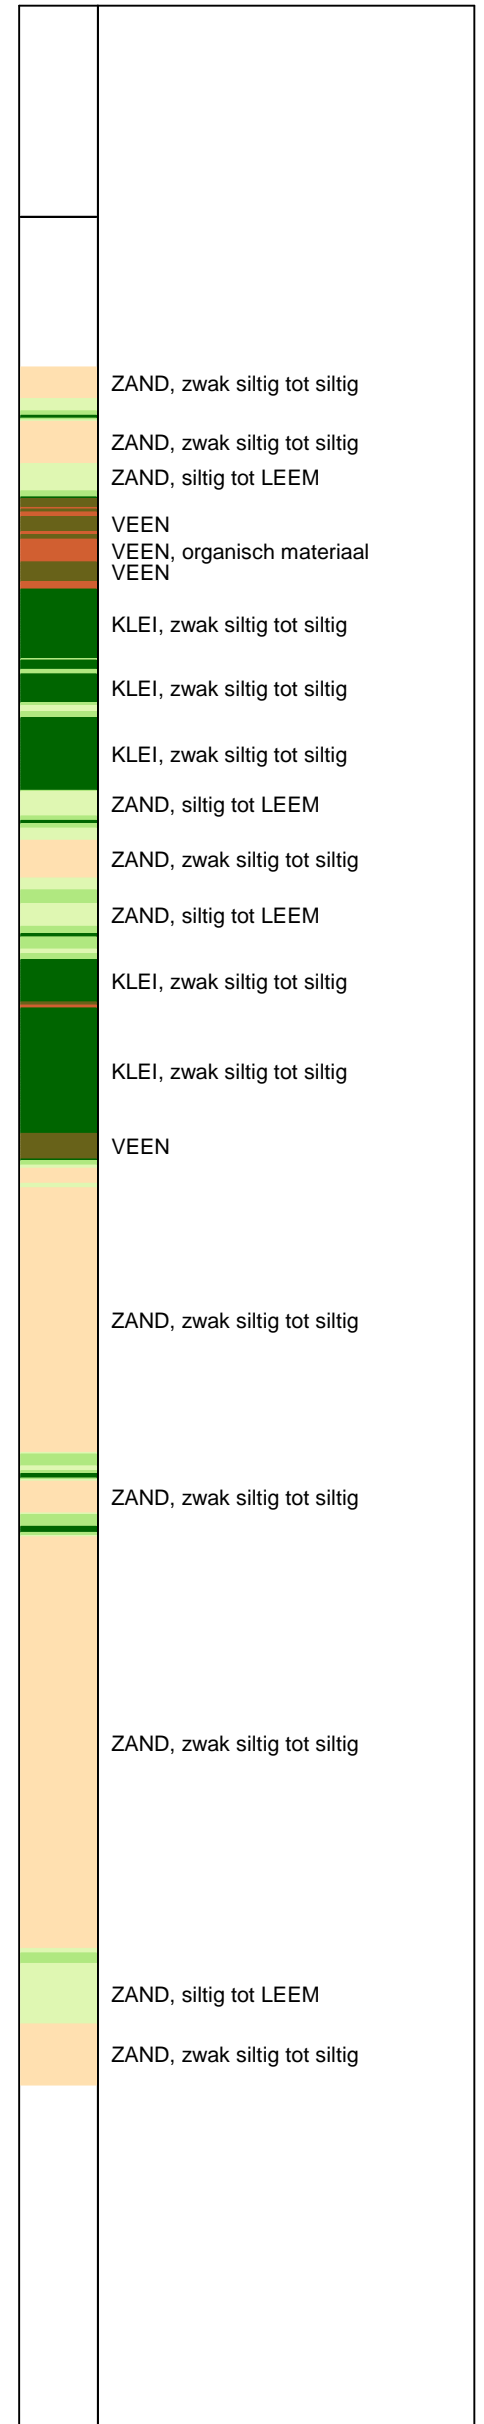 ZAND, zwak siltig tot siltig
ZAND, zwak siltig tot siltig
ZAND, siltig tot LEEM
VEEN
VEEN, organisch materiaal
VEEN
KLEI, zwak siltig tot siltig
KLEI, zwak siltig tot siltig
KLEI, zwak siltig tot siltig
ZAND, siltig tot LEEM
ZAND, zwak siltig tot siltig
ZAND, siltig tot LEEM
KLEI, zwak siltig tot siltig
KLEI, zwak siltig tot siltig
VEEN
ZAND, zwak siltig tot siltig
ZAND, zwak siltig tot siltig
ZAND, zwak siltig tot siltig
ZAND, siltig tot LEEM
ZAND, zwak siltig tot siltig